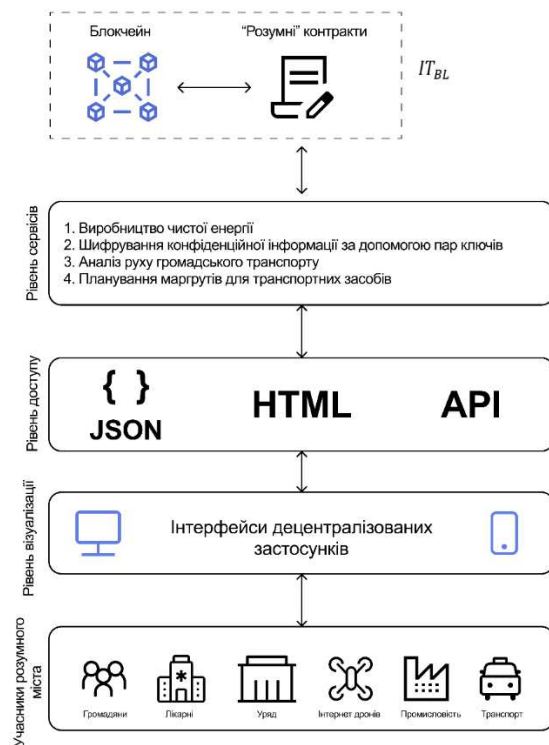 Блокчейн
“Розумні” контракти
IT_BL
Рівень сервісів
1. Виробництво чистої енергії
2. Шифрування конфіденційної інформації за допомогою пар ключів
3. Аналіз руху громадського транспорту
4. Планування маргрутів для транспортних засобів
Рівень доступу
{ }
JSON
HTML
API
Рівень візуалізації
Інтерфейси децентралізованих
застосунків
Учасники розумного
міста
Громадяни
Лікарні
Уряд
Інтернет дронів
Промисловість
Транспорт